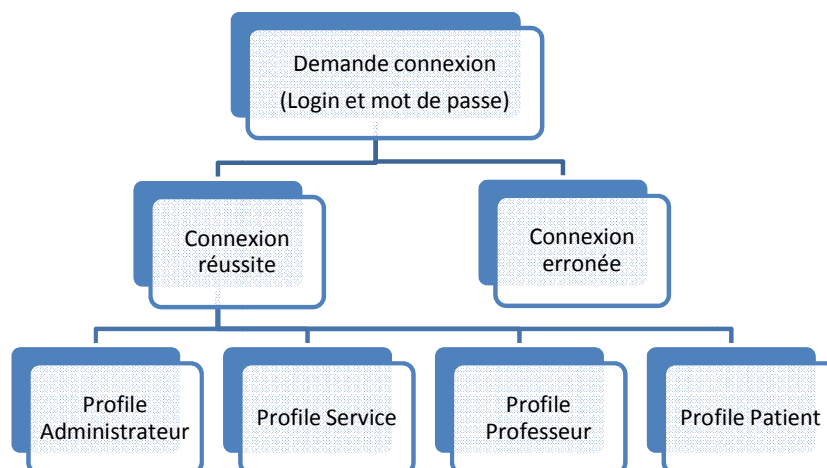 Demande connexion
(Login et mot de passe)
Connexion
réussite
Connexion
erronée
Profile
Administrateur
Profile Service
Profile
Professeur
Profile Patient